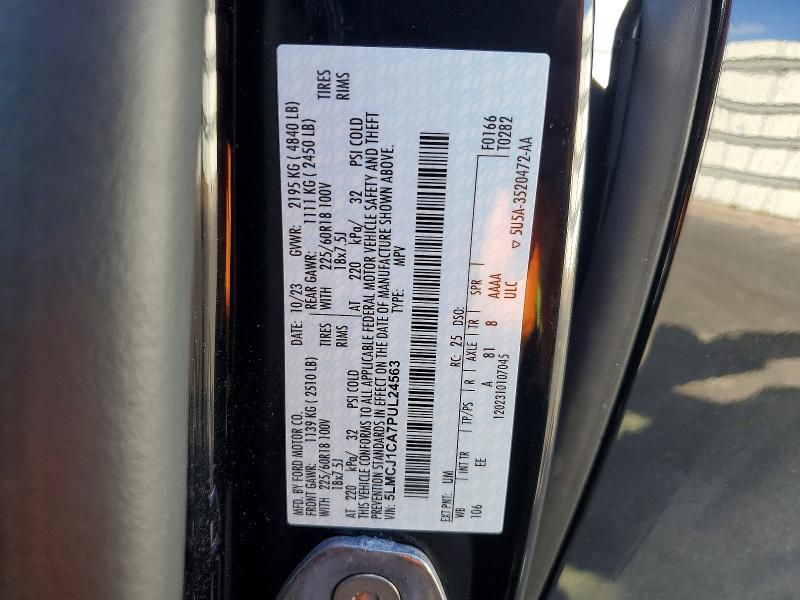 MFD. BY FORD MOTOR CO. DATE: 10/23 GVWR: 2195 KG ( 4840 LB)
FRONT GAWR: 1139 KG ( 2510 LB) REAR GAWR: 1111 KG ( 2450 LB)
WITH 225/60R18 100V TIRES WITH 225/60R18 100V TIRES
18x7.5J RIMS 18x7.5J RIMS
AT 220 kPa/ 32 PSI COLD AT 220 kPa/ 32 PSI COLD
THIS VEHICLE CONFORMS TO ALL APPLICABLE FEDERAL MOTOR VEHICLE SAFETY AND THEFT
PREVENTION STANDARDS IN EFFECT ON THE DATE OF MANUFACTURE SHOWN ABOVE.
VIN: 5LMCJ1CA7PUL24563 TYPE: MPV
EXT PNT: UM RC: 25 DSO: F0166
WB INT TR TP/PS R AXLE TR SPR T0282
106 EE A 81 8 AAAA
ULC
1202310107045 ▽ 5U5A-3520472-AA